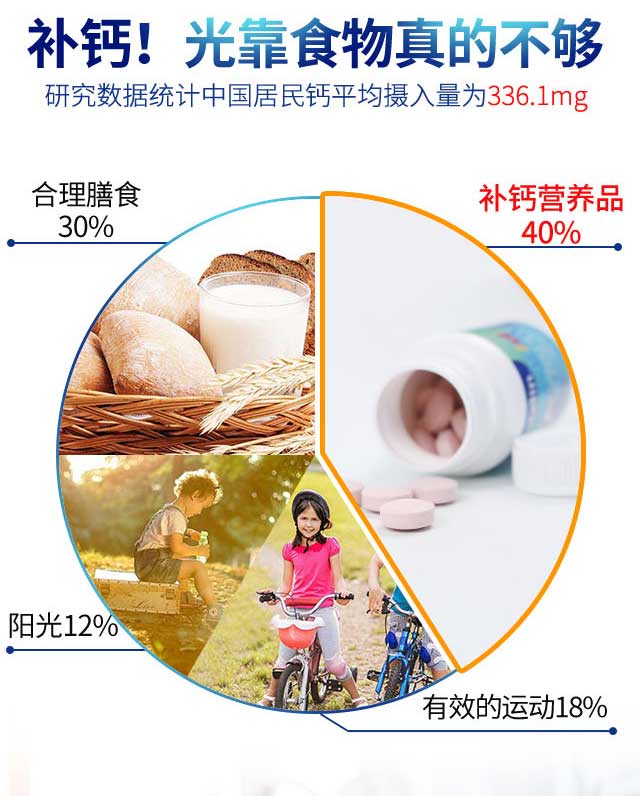 补钙！光靠食物真的不够
研究数据统计中国居民钙平均摄入量为336.1mg
合理膳食
30%
补钙营养品
40%
阳光12%
有效的运动18%